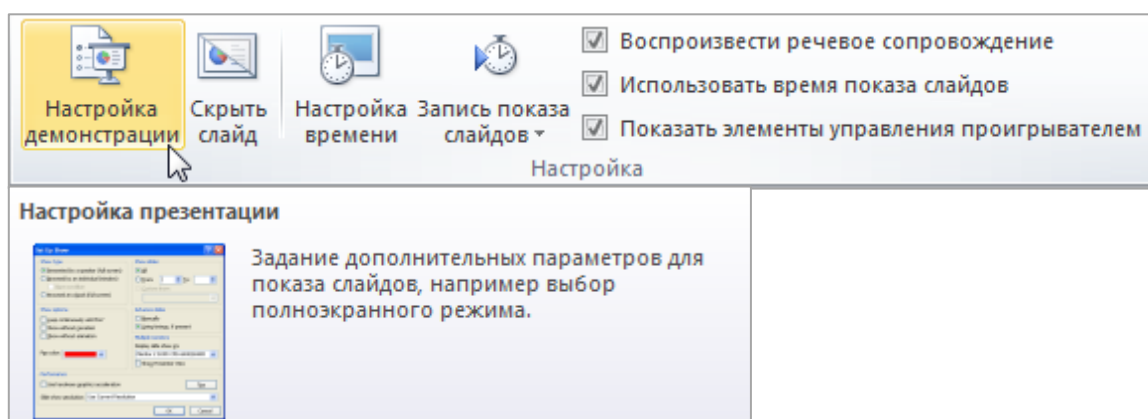 Настройка
демонстрации
Скрыть
слайд
Настройка
времени
Запись показа
слайдов
Воспроизвести речевое сопровождение
Использовать время показа слайдов
Показать элементы управления проигрывателем
Настройка
Настройка презентации
Задание дополнительных параметров для
показа слайдов, например выбор
полноэкранного режима.